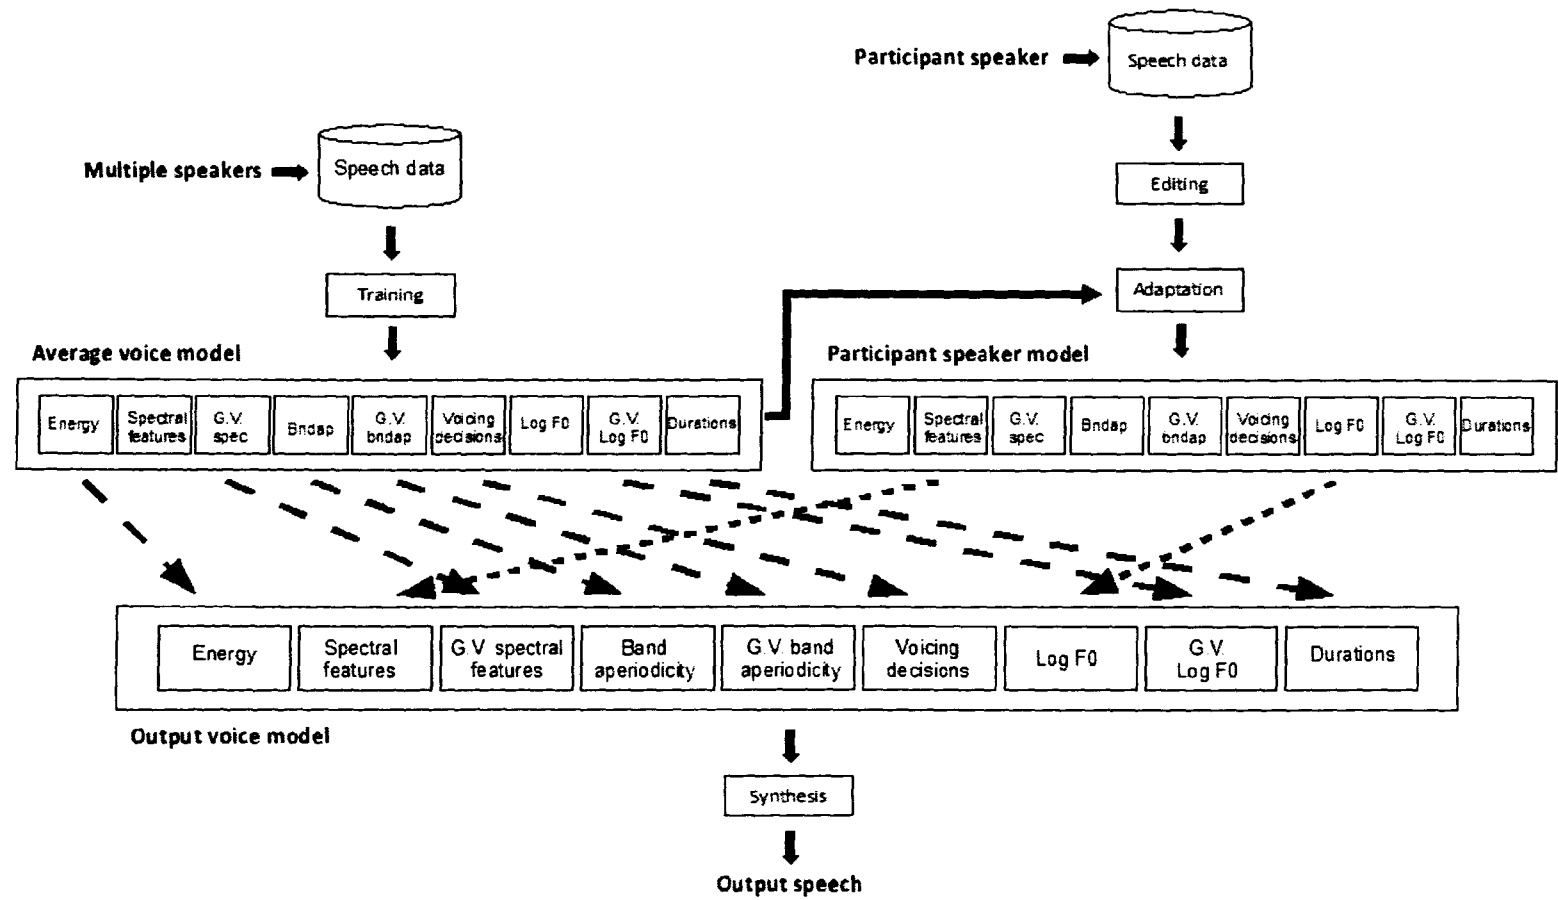 Participant speaker
Speech data
Multiple speakers
Speech data
Editing
Training
Adaptation
Average voice model
Participant speaker model
Energy
Spectral
features
G.V.
spec
Bndap
G.V.
bndap
Voicing
decisions
Log F0
G.V.
Log F0
Durations
Energy
Spectral
features
G.V.
spec
Bndap
G.V.
bndap
Voicing
decisions
Log F0
G.V.
Log F0
Durations
Energy
Spectral
features
G.V spectral
features
Band
aperiodicity
G.V. band
aperiodicity
Voicing
decisions
Log F0
G.V.
Log F0
Durations
Output voice model
Synthesis
Output speech